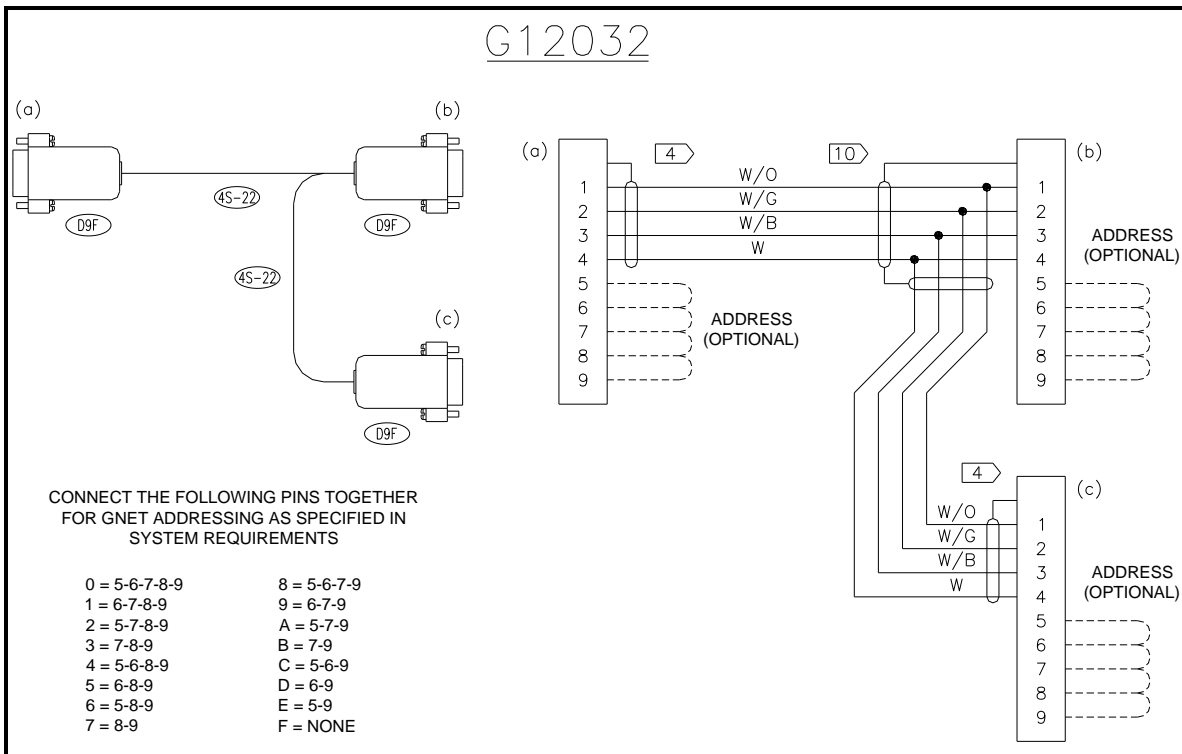 G12032
(a)
(b)
4S-22
D9F
D9F
4S-22
(c)
D9F
CONNECT THE FOLLOWING PINS TOGETHER
FOR GNET ADDRESSING AS SPECIFIED IN
SYSTEM REQUIREMENTS
0 = 5-6-7-8-9
1 = 6-7-8-9
2 = 5-7-8-9
3 = 7-8-9
4 = 5-6-8-9
5 = 6-8-9
6 = 5-8-9
7 = 8-9
8 = 5-6-7-9
9 = 6-7-9
A = 5-7-9
B = 7-9
C = 5-6-9
D = 6-9
E = 5-9
F = NONE
(a)
4
10
(b)
1
2
3
4
5
6
7
8
9
W/O
W/G
W/B
W
ADDRESS
(OPTIONAL)
1
2
3
4
5
6
7
8
9
ADDRESS
(OPTIONAL)
4
(c)
W/O
W/G
W/B
W
1
2
3
4
5
6
7
8
9
ADDRESS
(OPTIONAL)